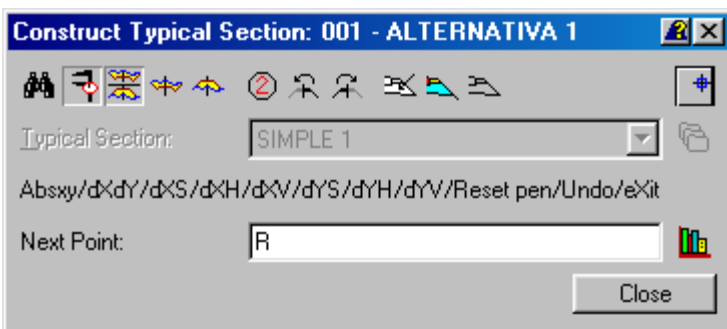 Construct Typical Section: 001 - ALTERNATIVA 1
2
Typical Section: SIMPLE 1
Absxy/dXdY/dXS/dXH/dXV/dYS/dYH/dYV/Reset pen/Undo/eXit
Next Point: R
Close